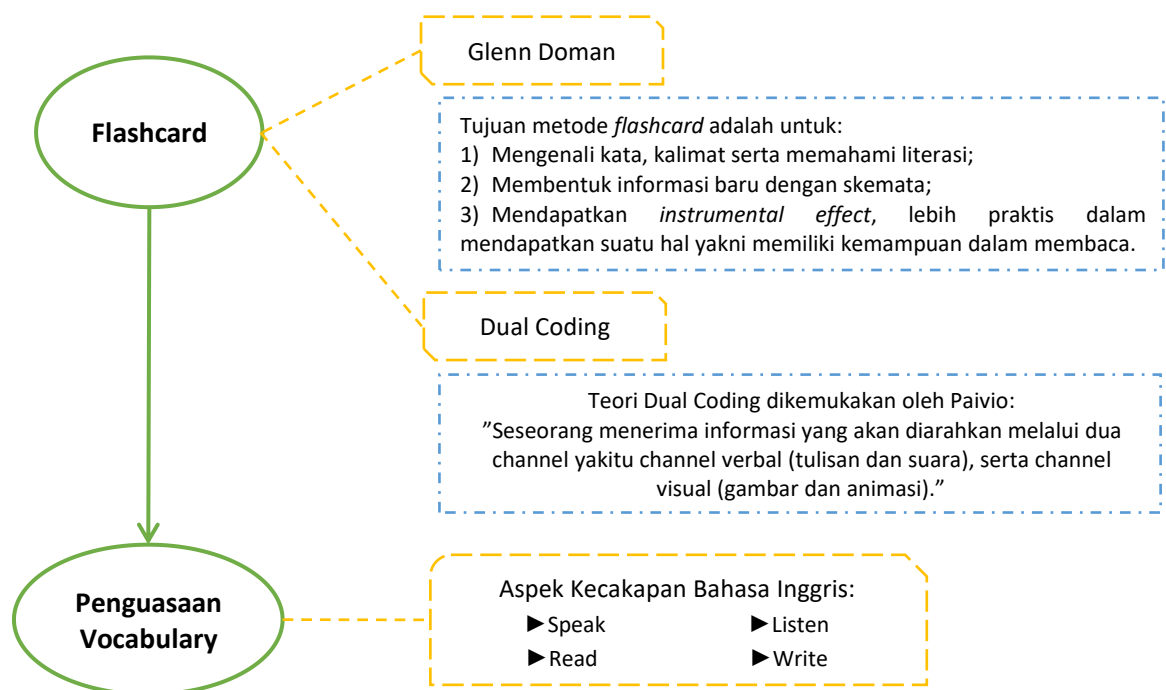 Glenn Doman
Flashcard
Tujuan metode flashcard adalah untuk:
1) Mengenali kata, kalimat serta memahami literasi;
2) Membentuk informasi baru dengan skemata;
3) Mendapatkan instrumental effect, lebih praktis dalam
mendapatkan suatu hal yakni memiliki kemampuan dalam membaca.
Dual Coding
Teori Dual Coding dikemukakan oleh Paivio:
”Seseorang menerima informasi yang akan diarahkan melalui dua
channel yakitu channel verbal (tulisan dan suara), serta channel
visual (gambar dan animasi).”
Penguasaan
Vocabulary
Aspek Kecakapan Bahasa Inggris:
►Speak ►Listen
►Read ►Write